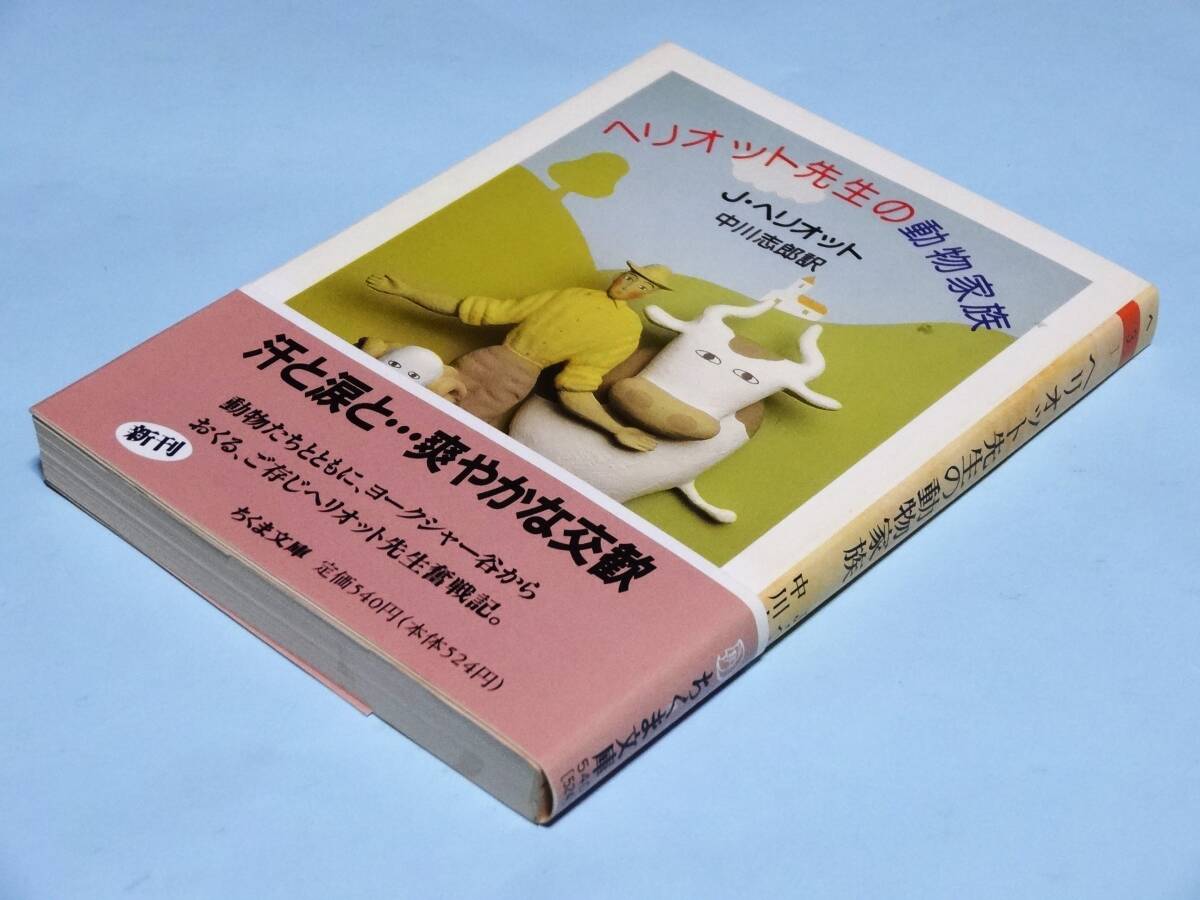 ヘリオット先生の動物家族
J・ヘリオット
中川志郎訳
汗と涙と…爽やかな交歓
動物たちとともに、ヨークシャー谷から
おくる、ご存じヘリオット先生奮戦記。
新刊
ちくま文庫 定価540円(本体524円)
ヘリオット先生の動物家族 中川
ちくま文庫